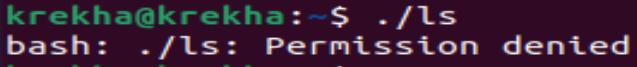 krekha@krekha:~$ ./ls
bash: ./ls: Permission denied